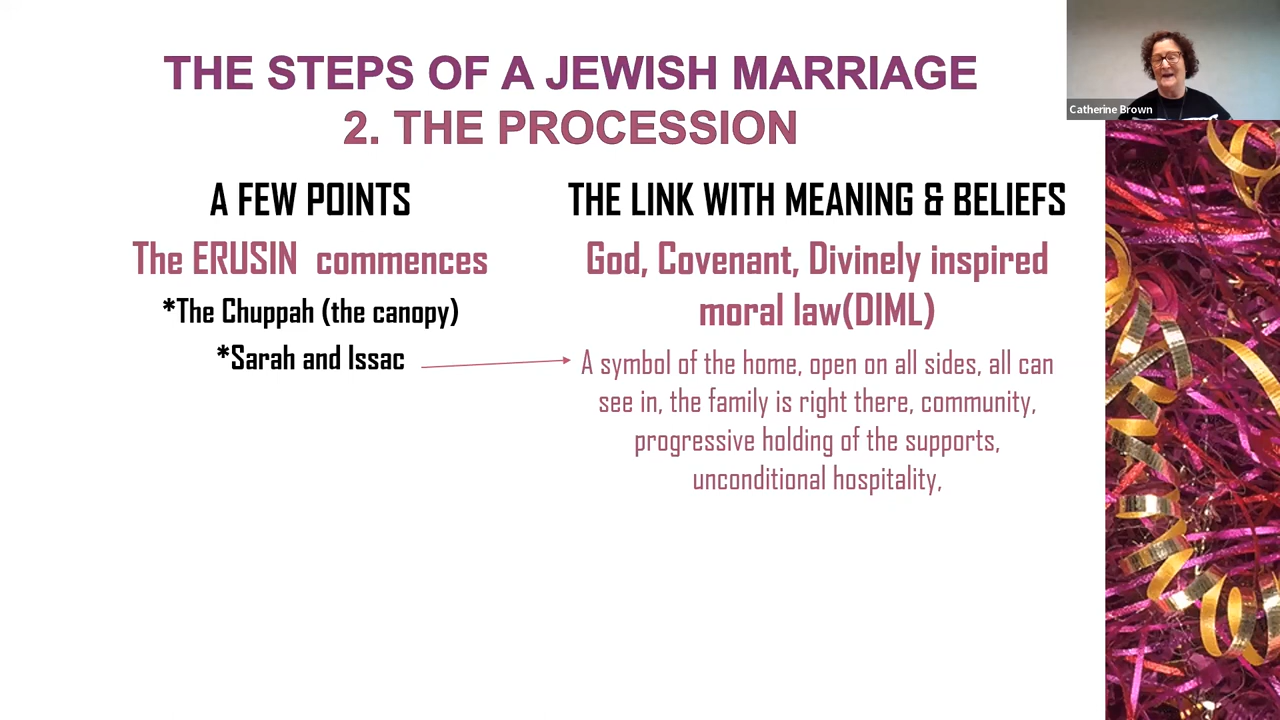 THE STEPS OF A JEWISH MARRIAGE
2. THE PROCESSION
A FEW POINTS
The ERUSIN commences
*The Chuppah (the canopy)
*Sarah and Issac
THE LINK WITH MEANING & BELIEFS
God, Covenant, Divinely inspired
moral law(DIML)
A symbol of the home, open on all sides, all can
see in, the family is right there, community,
progressive holding of the supports,
unconditional hospitality,
Catherine Brown